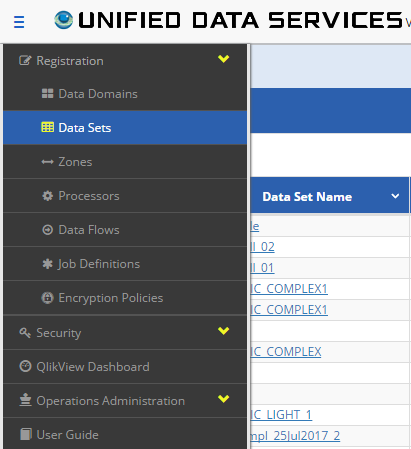 UNIFIED DATA SERVICES
Registration
Data Domains
Data Sets
Zones
Processors
Data Flows
Job Definitions
Encryption Policies
Security
QlikView Dashboard
Operations Administration
User Guide
Data Set Name
le
ll_02
ll_01
IC_COMPLEX1
IC_COMPLEX1
IC_COMPLEX
IC_LIGHT_1
mpl_25Jul2017_2